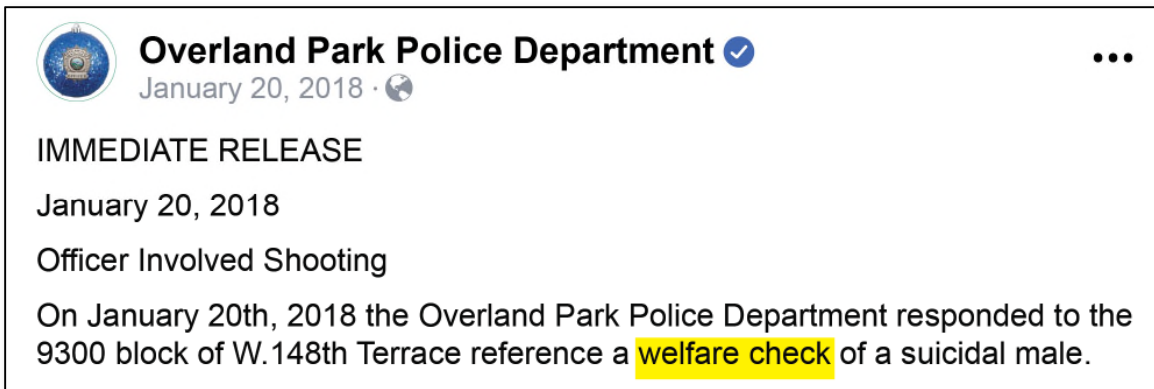 Overland Park Police Department
January 20, 2018 ·
•••
IMMEDIATE RELEASE
January 20, 2018
Officer Involved Shooting
On January 20th, 2018 the Overland Park Police Department responded to the
9300 block of W.148th Terrace reference a welfare check of a suicidal male.